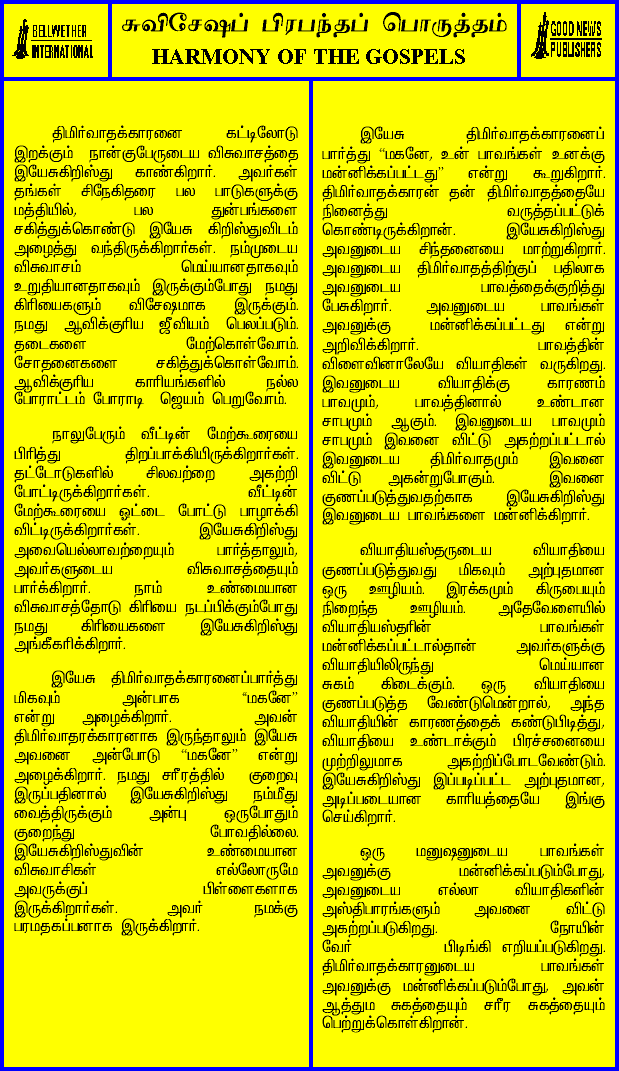 BELLWETHER
INTERNATIONAL
சுவிசேஷப் பிரபந்தப் பொருத்தம்
HARMONY OF THE GOSPELS
GOOD NEWS
PUBLISHERS
திமிர்வாதக்காரனை கட்டிலோடு
இறக்கும் நான்குபேருடைய விசுவாசத்தை
இயேசுகிறிஸ்து காண்கிறார். அவர்கள்
தங்கள் சிநேகிதரை பல பாடுகளுக்கு
மத்தியில், பல துன்பங்களை
சகித்துக்கொண்டு இயேசு கிறிஸ்துவிடம்
அழைத்து வந்திருக்கிறார்கள். நம்முடைய
விசுவாசம் மெய்யானதாகவும்
உறுதியானதாகவும் இருக்கும்போது நமது
கிரியைகளும் விசேஷமாக இருக்கும்.
நமது ஆவிக்குரிய ஜீவியம் பெலப்படும்.
தடைகளை மேற்கொள்வோம்.
சோதனைகளை சகித்துக்கொள்வோம்.
ஆவிக்குரிய காரியங்களில் நல்ல
போராட்டம் போராடி ஜெயம் பெறுவோம்.
நாலுபேரும் வீட்டின் மேற்கூரையை
பிரித்து திறப்பாக்கியிருக்கிறார்கள்.
தட்டோடுகளில் சிலவற்றை அகற்றி
போட்டிருக்கிறார்கள். வீட்டின்
மேற்கூரையை ஓட்டை போட்டு பாழாக்கி
விட்டிருக்கிறார்கள். இயேசுகிறிஸ்து
அவையெல்லாவற்றையும் பார்த்தாலும்,
அவர்களுடைய விசுவாசத்தையும்
பார்க்கிறார். நாம் உண்மையான
விசுவாசத்தோடு கிரியை நடப்பிக்கும்போது
நமது கிரியைகளை இயேசுகிறிஸ்து
அங்கீகரிக்கிறார்.
இயேசு திமிர்வாதக்காரனைப்பார்த்து
மிகவும் அன்பாக “மகனே”
என்று அழைக்கிறார். அவன்
திமிர்வாதரக்காரனாக இருந்தாலும் இயேசு
அவனை அன்போடு “மகனே” என்று
அழைக்கிறார். நமது சரீரத்தில் குறைவு
இருப்பதினால் இயேசுகிறிஸ்து நம்மீது
வைத்திருக்கும் அன்பு ஒருபோதும்
குறைந்து போவதில்லை.
இயேசுகிறிஸ்துவின் உண்மையான
விசுவாசிகள் எல்லோருமே
அவருக்குப் பிள்ளைகளாக
இருக்கிறார்கள். அவர் நமக்கு
பரமதகப்பனாக இருக்கிறார்.
இயேசு திமிர்வாதக்காரனைப்
பார்த்து “மகனே, உன் பாவங்கள் உனக்கு
மன்னிக்கப்பட்டது” என்று கூறுகிறார்.
திமிர்வாதக்காரன் தன் திமிர்வாதத்தையே
நினைத்து வருத்தப்பட்டுக்
கொண்டிருக்கிறான். இயேசுகிறிஸ்து
அவனுடைய சிந்தனையை மாற்றுகிறார்.
அவனுடைய திமிர்வாதத்திற்குப் பதிலாக
அவனுடைய பாவத்தைக்குறித்து
பேசுகிறார். அவனுடைய பாவங்கள்
அவனுக்கு மன்னிக்கப்பட்டது என்று
அறிவிக்கிறார். பாவத்தின்
விளைவினாலேயே வியாதிகள் வருகிறது.
இவனுடைய வியாதிக்கு காரணம்
பாவமும், பாவத்தினால் உண்டான
சாபமும் ஆகும். இவனுடைய பாவமும்
சாபமும் இவனை விட்டு அகற்றப்பட்டால்
இவனுடைய திமிர்வாதமும் இவனை
விட்டு அகன்றுபோகும். இவனை
குணப்படுத்துவதற்காக இயேசுகிறிஸ்து
இவனுடைய பாவங்களை மன்னிக்கிறார்.
வியாதியஸ்தருடைய வியாதியை
குணப்படுத்துவது மிகவும் அற்புதமான
ஒரு ஊழியம். இரக்கமும் கிருபையும்
நிறைந்த ஊழியம். அதேவேளையில்
வியாதியஸ்தரின் பாவங்கள்
மன்னிக்கப்பட்டால்தான் அவர்களுக்கு
வியாதியிலிருந்து மெய்யான
சுகம் கிடைக்கும். ஒரு வியாதியை
குணப்படுத்த வேண்டுமென்றால், அந்த
வியாதியின் காரணத்தைக் கண்டுபிடித்து,
வியாதியை உண்டாக்கும் பிரச்சனையை
முற்றிலுமாக அகற்றிப்போடவேண்டும்.
இயேசுகிறிஸ்து இப்படிப்பட்ட அற்புதமான,
அடிப்படையான காரியத்தையே இங்கு
செய்கிறார்.
ஒரு மனுஷனுடைய பாவங்கள்
அவனுக்கு மன்னிக்கப்படும்போது,
அவனுடைய எல்லா வியாதிகளின்
அஸ்திபாரங்களும் அவனை விட்டு
அகற்றப்படுகிறது. நோயின்
வேர் பிடிங்கி எறியப்படுகிறது.
திமிர்வாதக்காரனுடைய பாவங்கள்
அவனுக்கு மன்னிக்கப்படும்போது, அவன்
ஆத்தும சுகத்தையும் சரீர சுகத்தையும்
பெற்றுக்கொள்கிறான்.